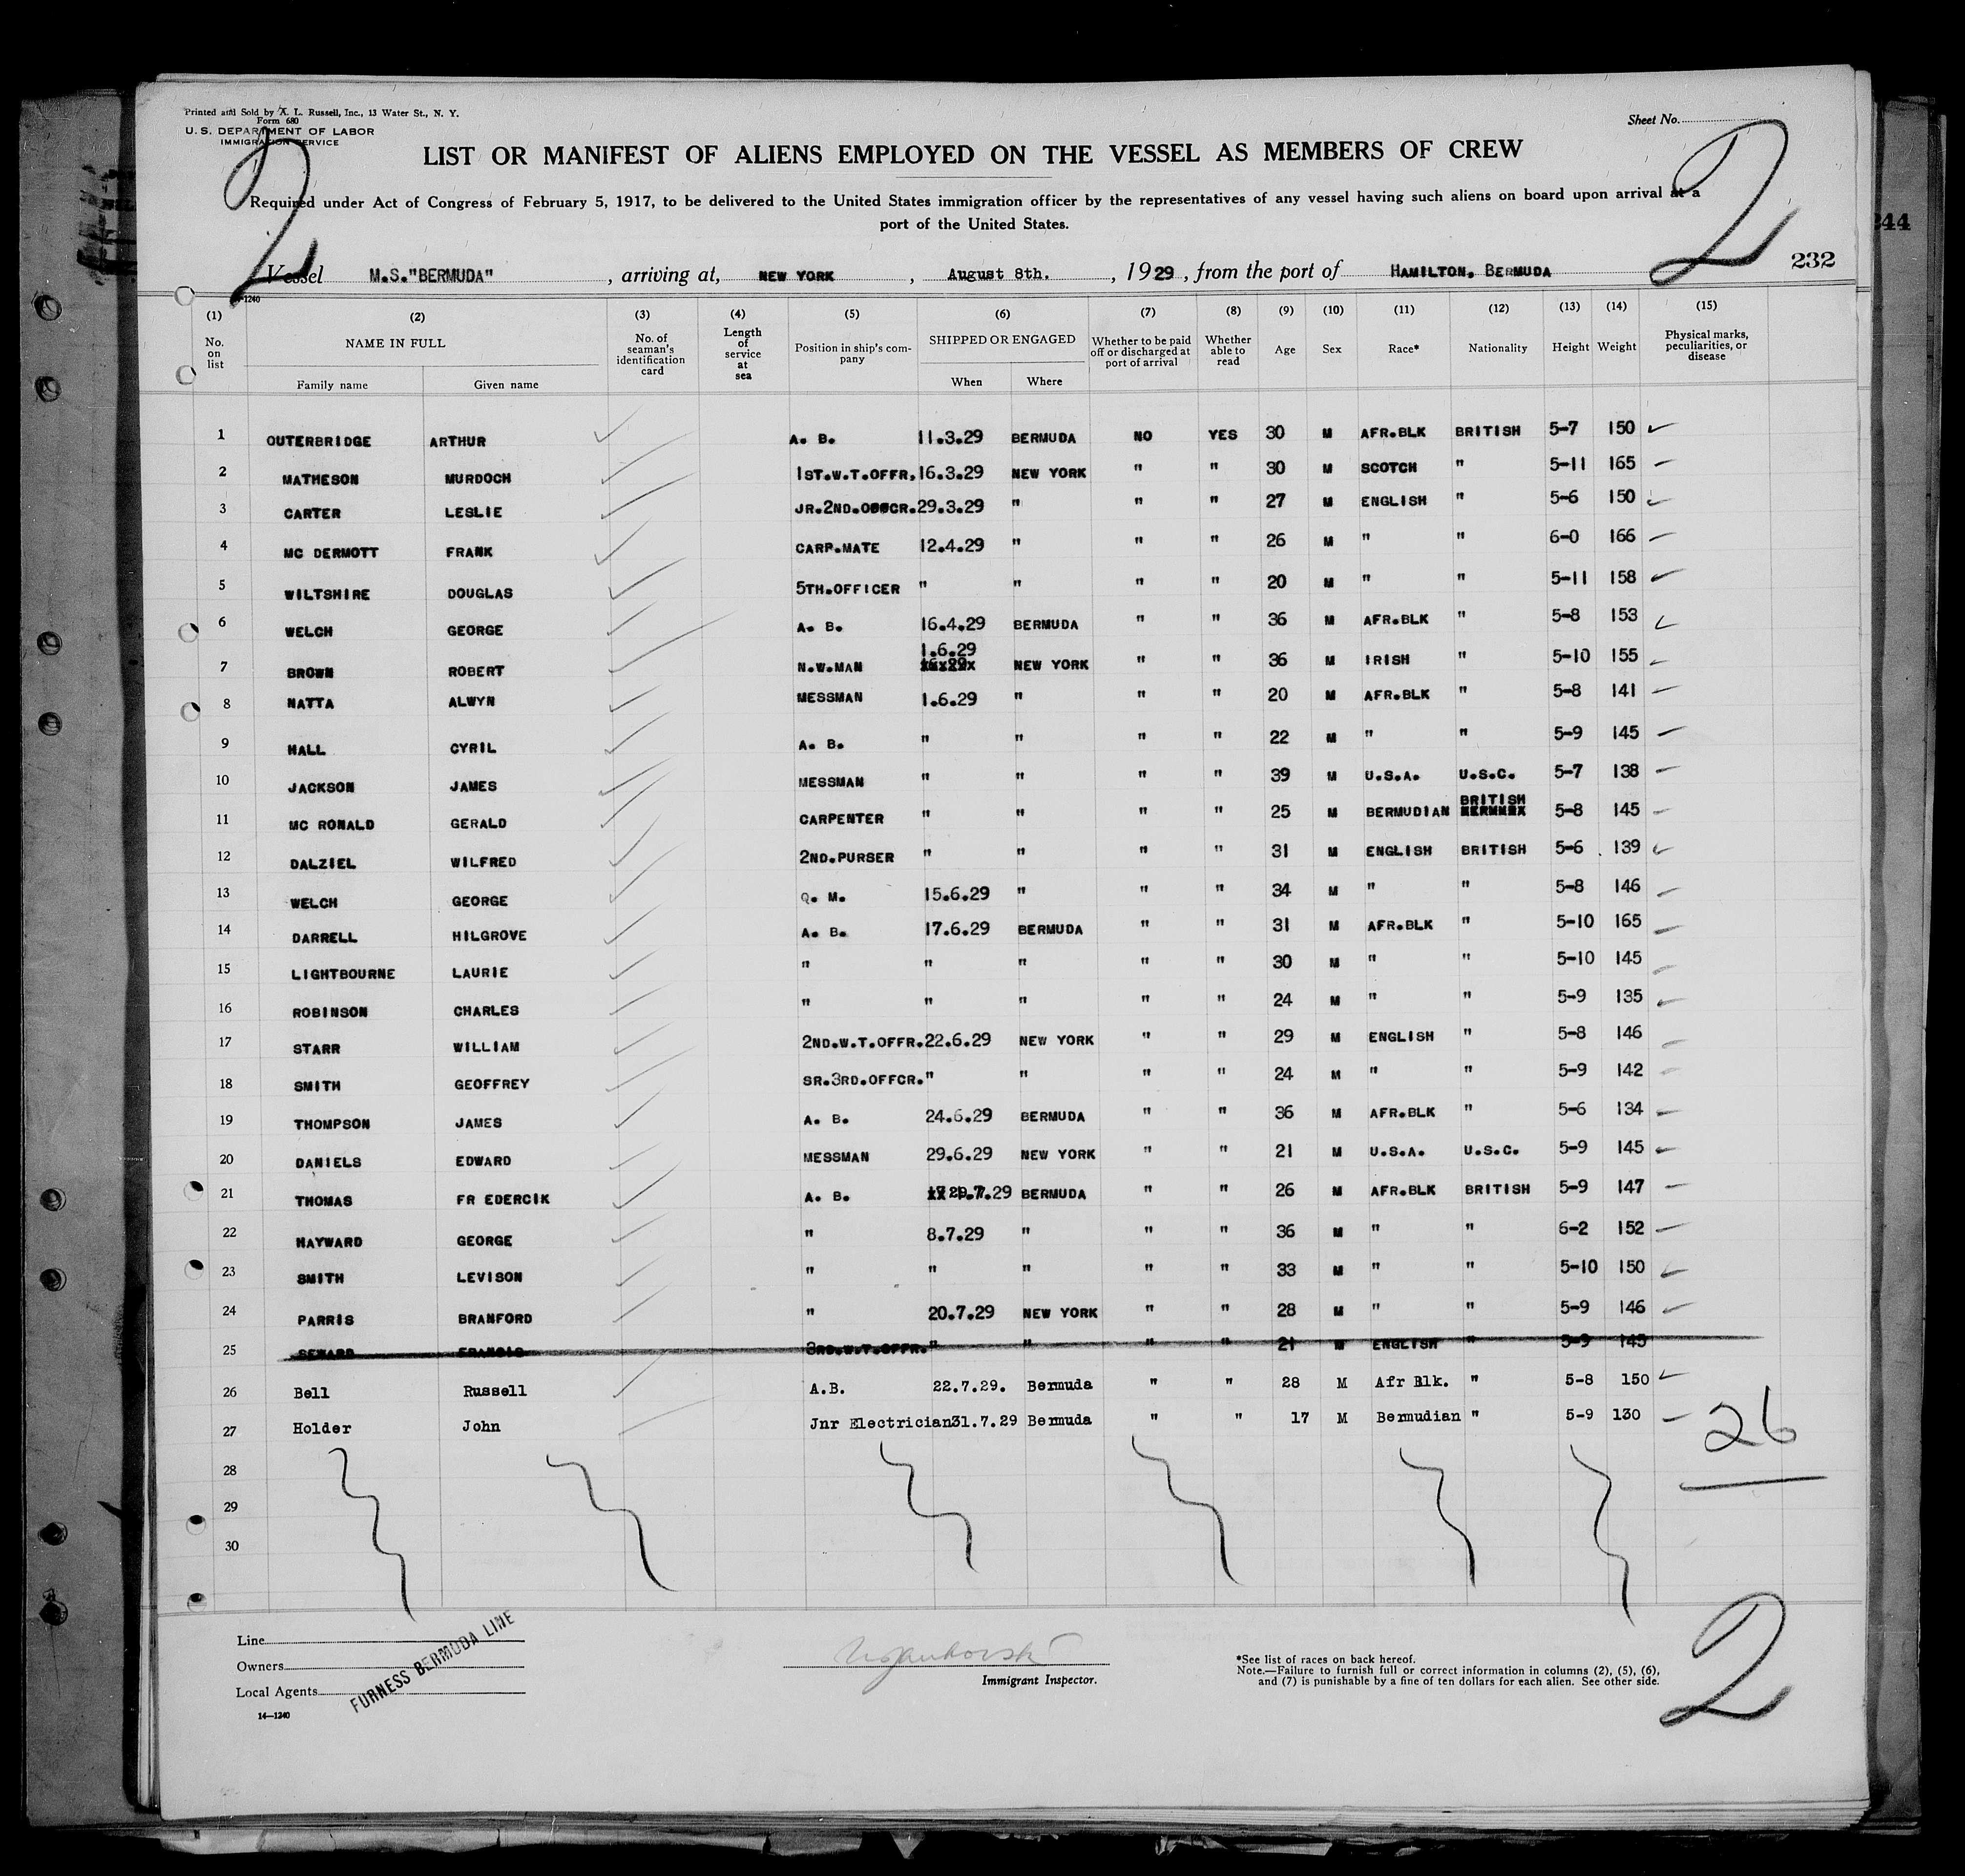 Printed and Sold by A. L. Russell, Inc., 13 Water St., N. Y.
Form 680
U. S. DEPARTMENT OF LABOR
IMMIGRATION SERVICE
Sheet No.
2 2
LIST OR MANIFEST OF ALIENS EMPLOYED ON THE VESSEL AS MEMBERS OF CREW
Required under Act of Congress of February 5, 1917, to be delivered to the United States immigration officer by the representatives of any vessel having such aliens on board upon arrival at a
port of the United States.
244
Vessel M.S."BERMUDA", arriving at, NEW YORK, August 8th., 1929, from the port of HAMILTON, BERMUDA 232
14-1240
(1) (2) (3) (4) (5) (6) (7) (8) (9) (10) (11) (12) (13) (14) (15)
No. on list NAME IN FULL Family name Given name No. of seaman's identification card Length of service at sea Position in ship's company SHIPPED OR ENGAGED When Where Whether to be paid off or discharged at port of arrival Whether able to read Age Sex Race* Nationality Height Weight Physical marks, peculiarities, or disease
1 OUTERBRIDGE ARTHUR A. B. 11.3.29 BERMUDA NO YES 30 M AFR.BLK BRITISH 5-7 150
2 MATHESON MURDOCH 1ST.W.T.OFFR. 16.3.29 NEW YORK " " 30 M SCOTCH " 5-11 165
3 CARTER LESLIE JR.2ND.OFFCR. 29.3.29 " " " 27 M ENGLISH " 5-6 150
4 MC DERMOTT FRANK CARP.MATE 12.4.29 " " " 26 M " " 6-0 166
5 WILTSHIRE DOUGLAS 5TH.OFFICER " " " " 20 M " " 5-11 158
6 WELCH GEORGE A. B. 16.4.29 BERMUDA " " 36 M AFR.BLK " 5-8 153
7 BROWN ROBERT N.W.MAN 1.6.29 NEW YORK " " 36 M IRISH " 5-10 155
8 NATTA ALWYN MESSMAN 1.6.29 " " " 20 M AFR.BLK " 5-8 141
9 HALL CYRIL A. B. " " " " 22 M " " 5-9 145
10 JACKSON JAMES MESSMAN " " " " 39 M U.S.A. U.S.C. 5-7 138
11 MC RONALD GERALD CARPENTER " " " " 25 M BERMUDIAN BRITISH 5-8 145
12 DALZIEL WILFRED 2ND.PURSER " " " " 31 M ENGLISH BRITISH 5-6 139
13 WELCH GEORGE Q. M. 15.6.29 " " " 34 M " " 5-8 146
14 DARRELL HILGROVE A. B. 17.6.29 BERMUDA " " 31 M AFR.BLK " 5-10 165
15 LIGHTBOURNE LAURIE " " " " " 30 M " " 5-10 145
16 ROBINSON CHARLES " " " " " 24 M " " 5-9 135
17 STARR WILLIAM 2ND.W.T.OFFR. 22.6.29 NEW YORK " " 29 M ENGLISH " 5-8 146
18 SMITH GEOFFREY SR.3RD.OFFCR. " " " " 24 M " " 5-9 142
19 THOMPSON JAMES A. B. 24.6.29 BERMUDA " " 36 M AFR.BLK " 5-6 134
20 DANIELS EDWARD MESSMAN 29.6.29 NEW YORK " " 21 M U.S.A. U.S.C. 5-9 145
21 THOMAS FR EDERCIK A. B. .7.29 BERMUDA " " 26 M AFR.BLK BRITISH 5-9 147
22 HAYWARD GEORGE " 8.7.29 " " " 36 M " " 6-2 152
23 SMITH LEVISON " " " " " 33 M " " 5-10 150
24 PARRIS BRANFORD " 20.7.29 NEW YORK " " 28 M " " 5-9 146
25 SEWARD FRANCIS 3RD.W.T.OFFR. " " " " 21 M ENGLISH " 5-9 145
26 Bell Russell A.B. 22.7.29. Bermuda " " 28 M Afr Blk. " 5-8 150
27 Holder John Jnr Electrician 31.7.29 Bermuda " " 17 M Bermudian " 5-9 130
26
28
29
30
Line
Owners
Local Agents
FURNESS BERMUDA LINE
14—1240
Immigrant Inspector.
*See list of races on back hereof.
Note.—Failure to furnish full or correct information in columns (2), (5), (6),
and (7) is punishable by a fine of ten dollars for each alien. See other side.
2